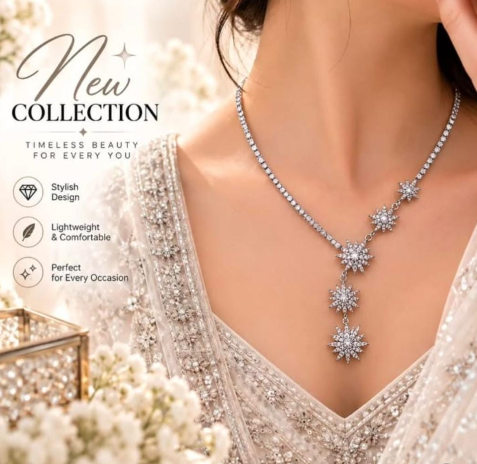 New
COLLECTION
TIMELESS BEAUTY
FOR EVERY YOU
Stylish
Design
Lightweight
& Comfortable
Perfect
for Every Occasion